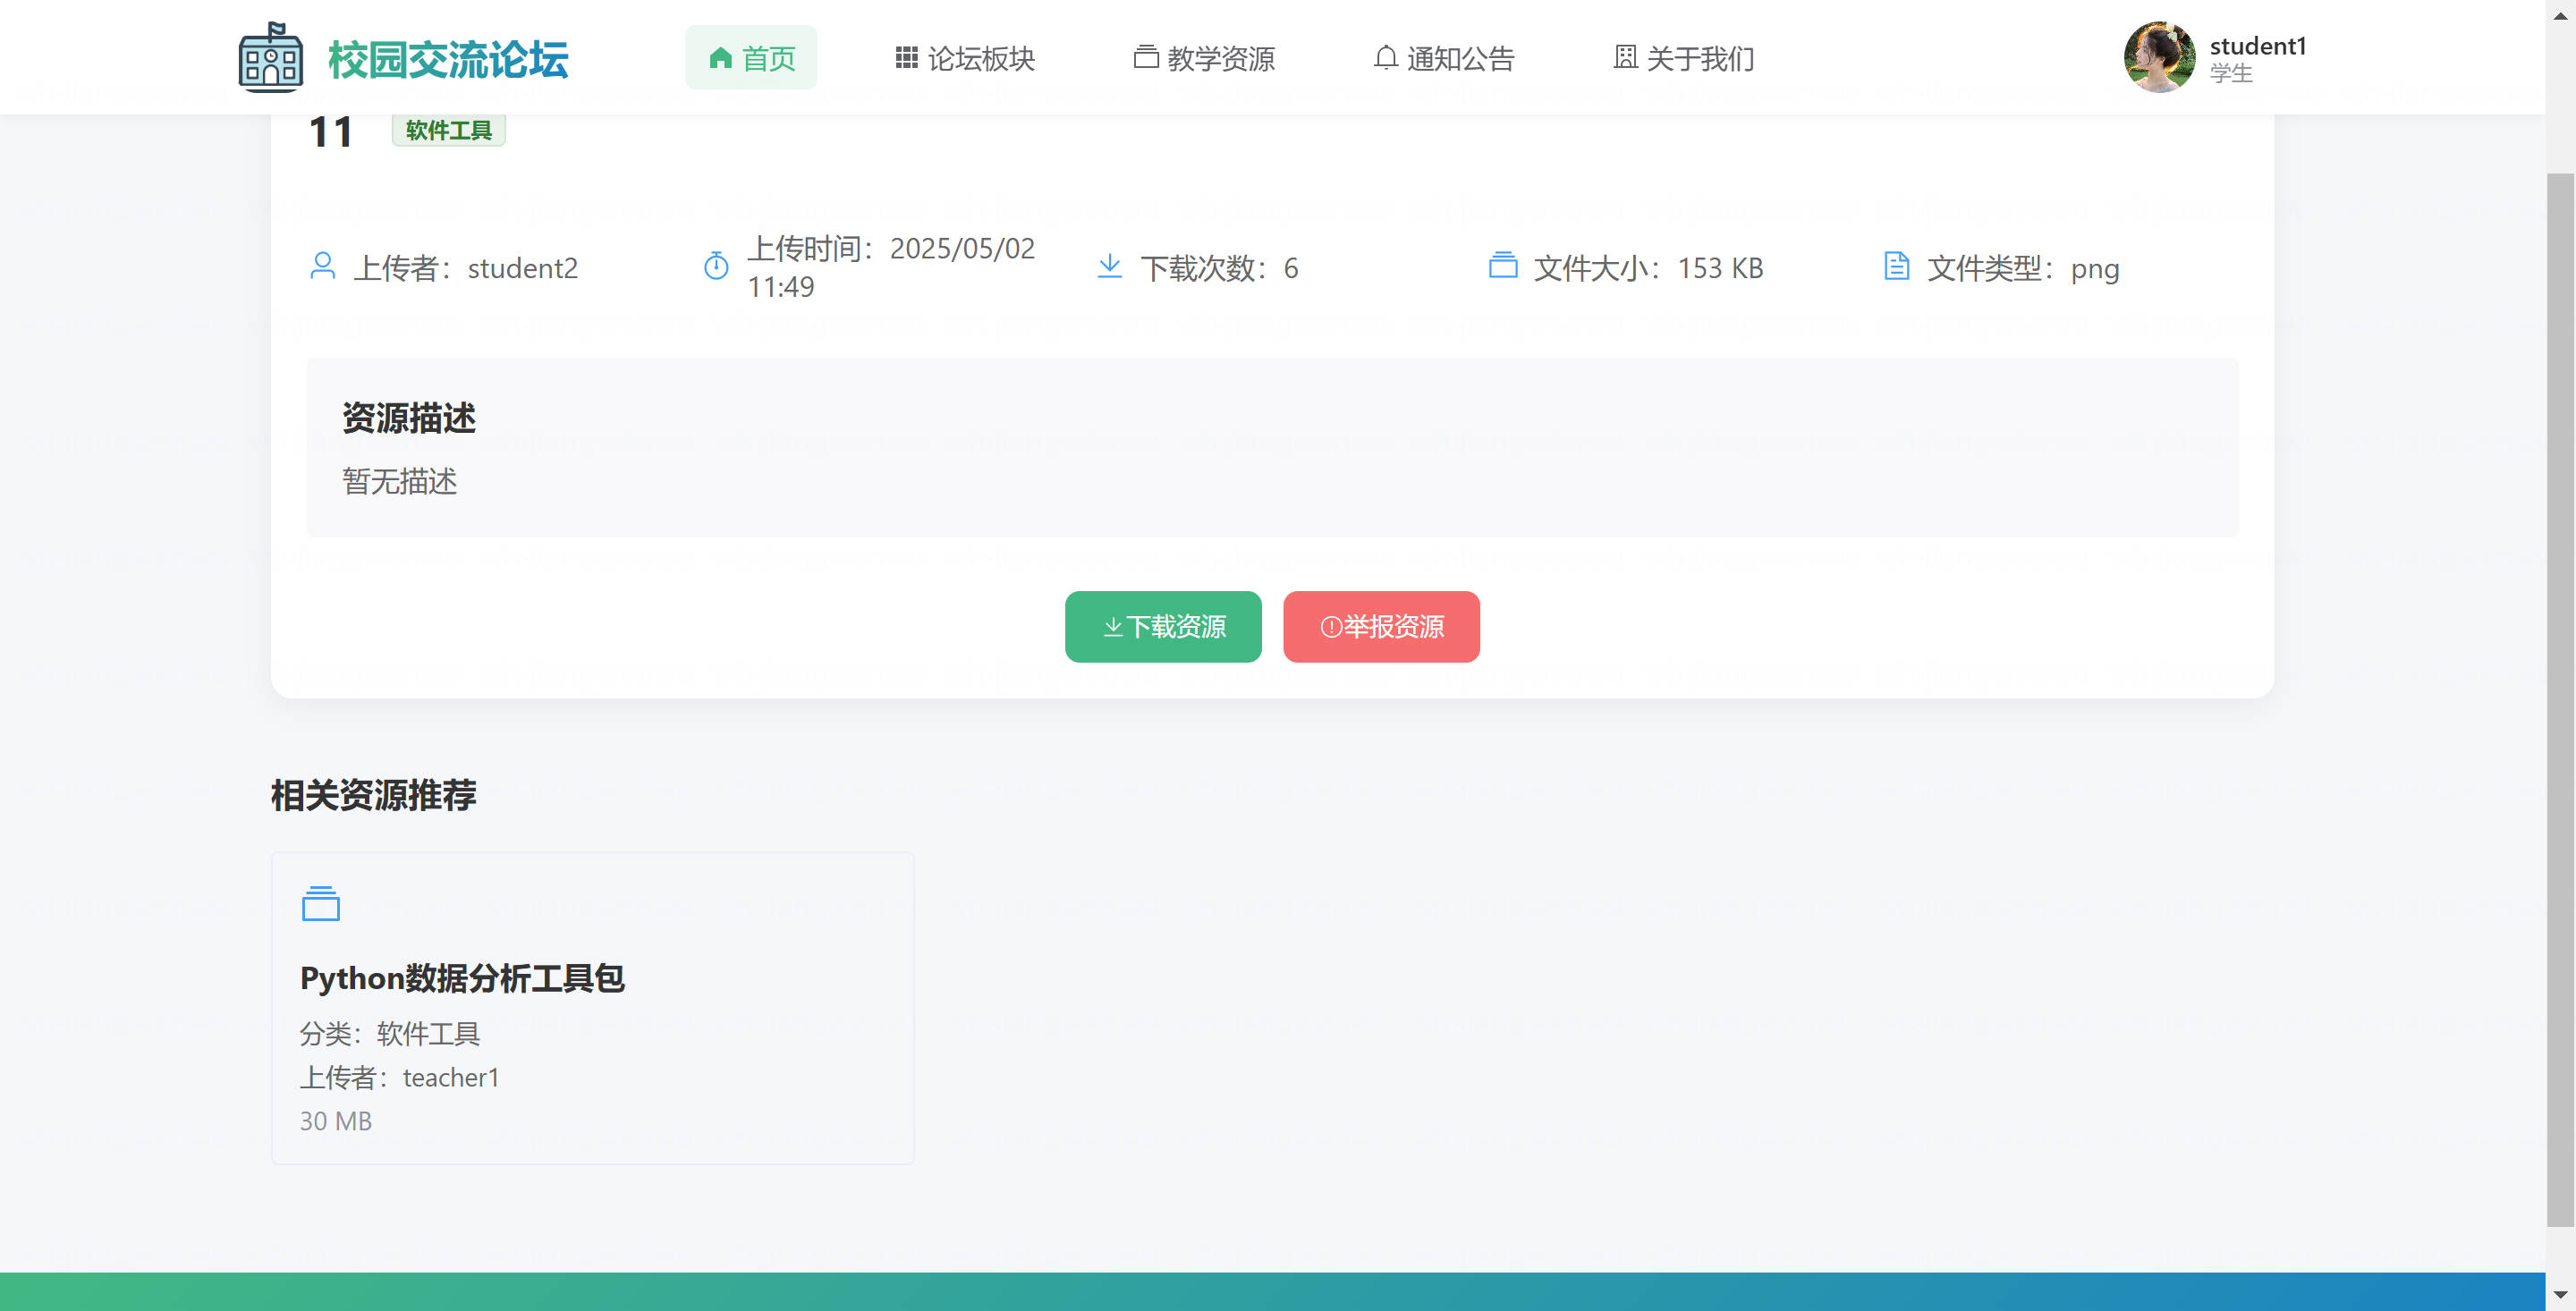 校园交流论坛
首页
论坛板块
教学资源
通知公告
关于我们
student1
学生
11
软件工具
上传者：student2
上传时间：2025/05/02
11:49
下载次数：6
文件大小：153 KB
文件类型：png
资源描述
暂无描述
下载资源
举报资源
相关资源推荐
Python数据分析工具包
分类：软件工具
上传者：teacher1
30 MB